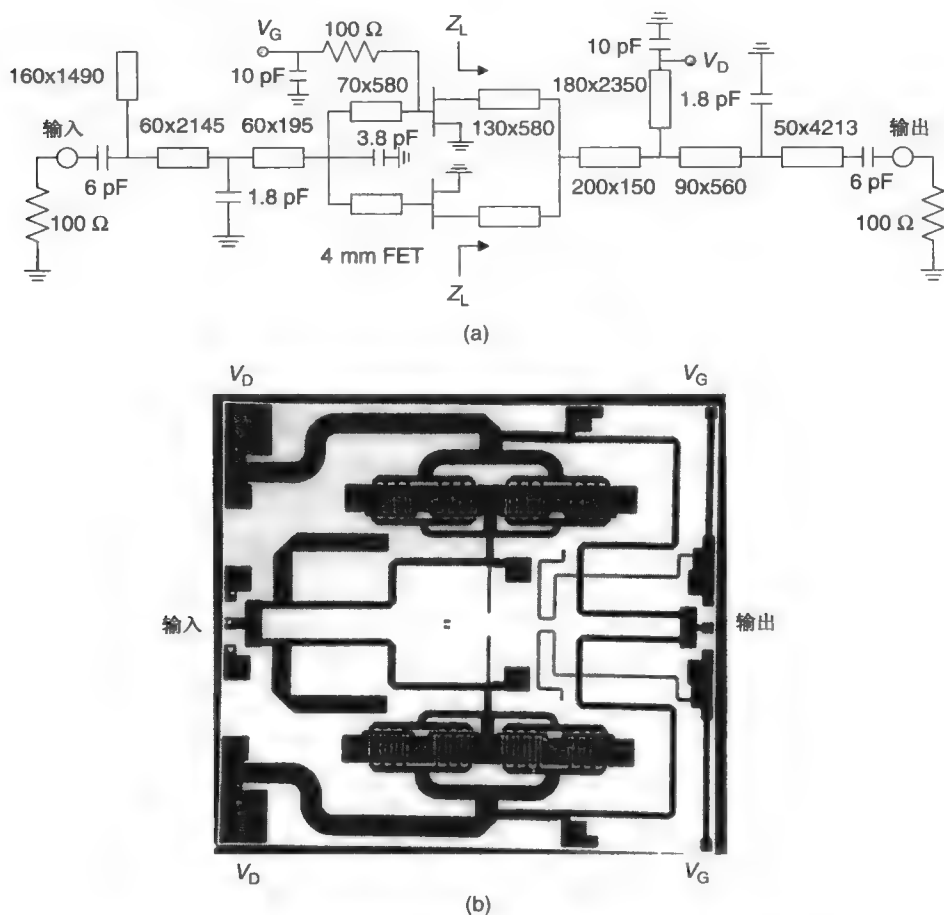 V_G
100 Ω
Z_L
10 pF
V_D
160x1490
10 pF
70x580
180x2350
1.8 pF
输入
60x2145
60x195
3.8 pF
130x580
50x4213
输出
6 pF
1.8 pF
200x150
90x560
6 pF
100 Ω
4 mm FET
100 Ω
Z_L
(a)
V_D
V_G
输入
输出
V_D
V_G
(b)